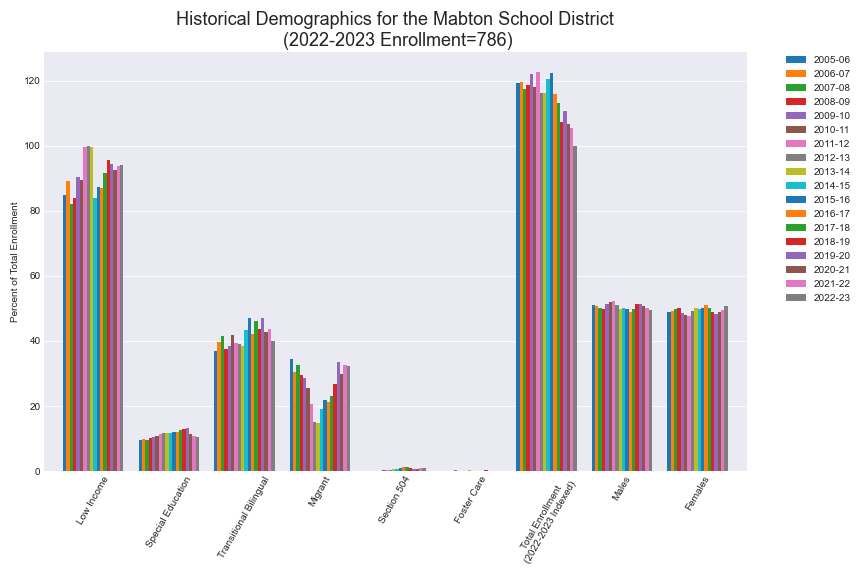 Historical Demographics for the Mabton School District
(2022-2023 Enrollment=786)
Percent of Total Enrollment
120
100
80
60
40
20
0
Low Income
Special Education
Transitional Bilingual
Migrant
Section 504
Foster Care
Total Enrollment
(2022-2023 Indexed)
Males
Females
2005-06
2006-07
2007-08
2008-09
2009-10
2010-11
2011-12
2012-13
2013-14
2014-15
2015-16
2016-17
2017-18
2018-19
2019-20
2020-21
2021-22
2022-23